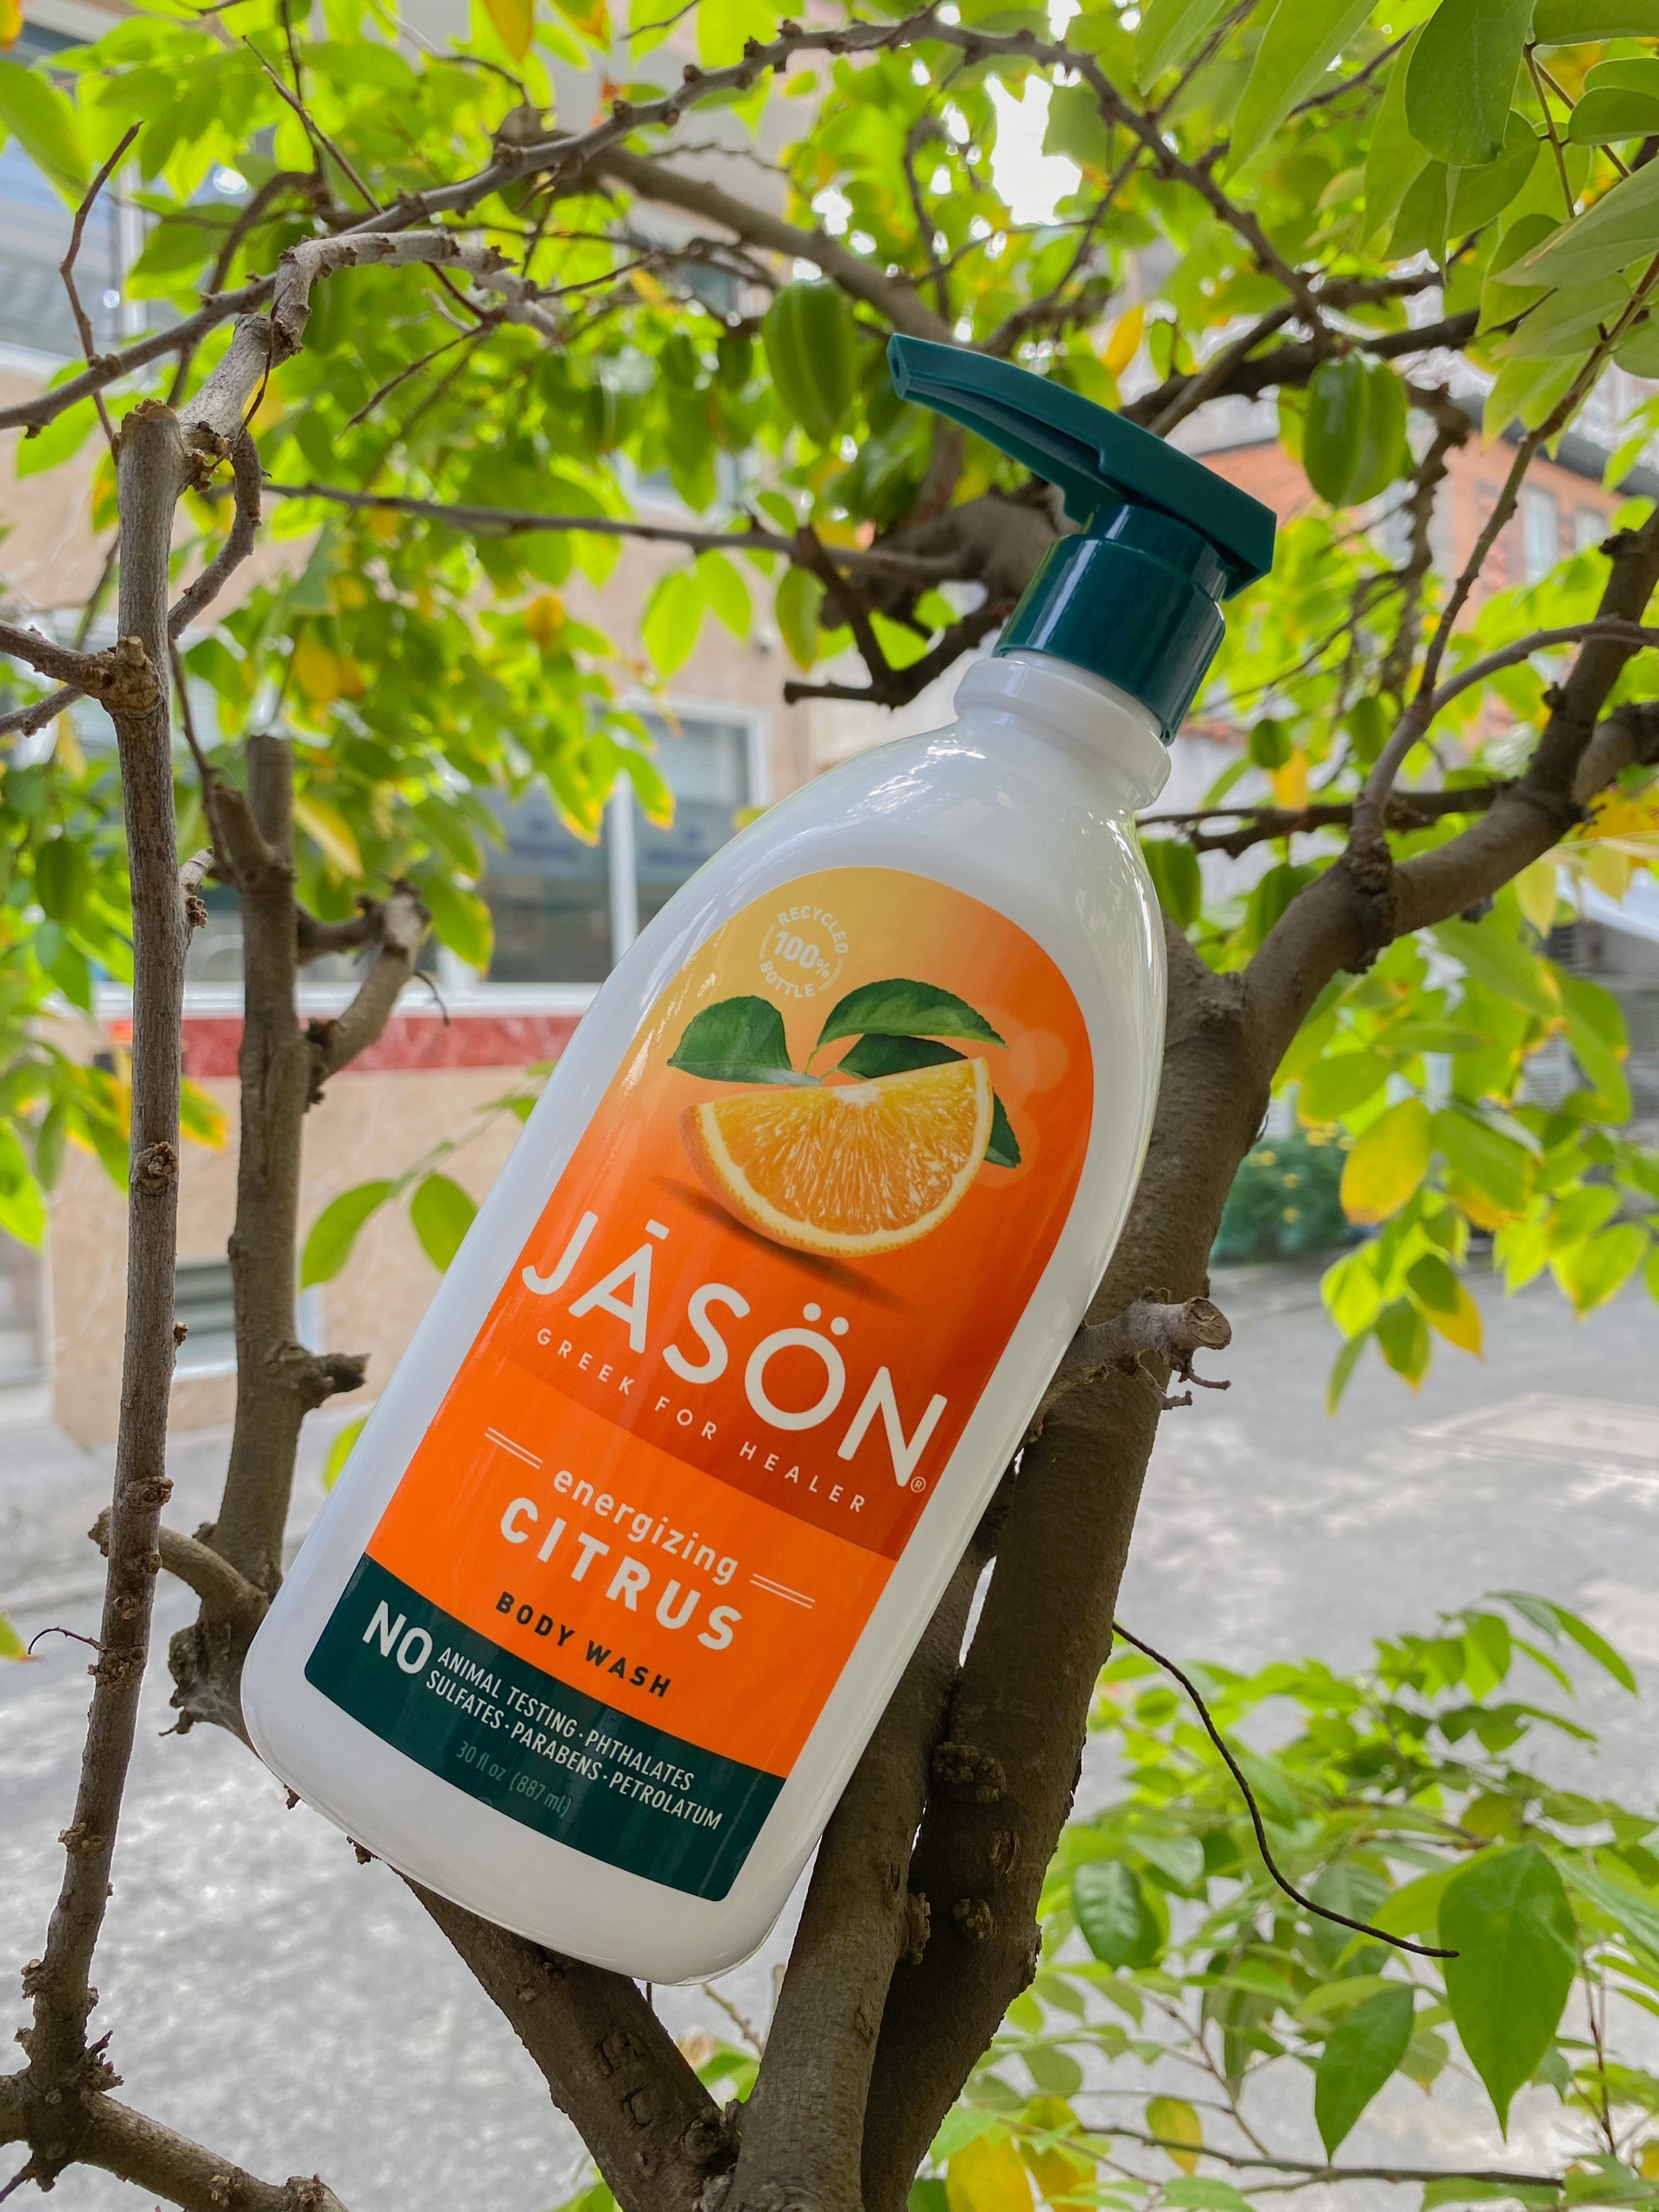 RECYCLED
100%
BOTTLE
JĀSÖN®
GREEK FOR HEALER
energizing
CITRUS
BODY WASH
NO ANIMAL TESTING · PHTHALATES
SULFATES · PARABENS · PETROLATUM
30 fl oz (887 ml)